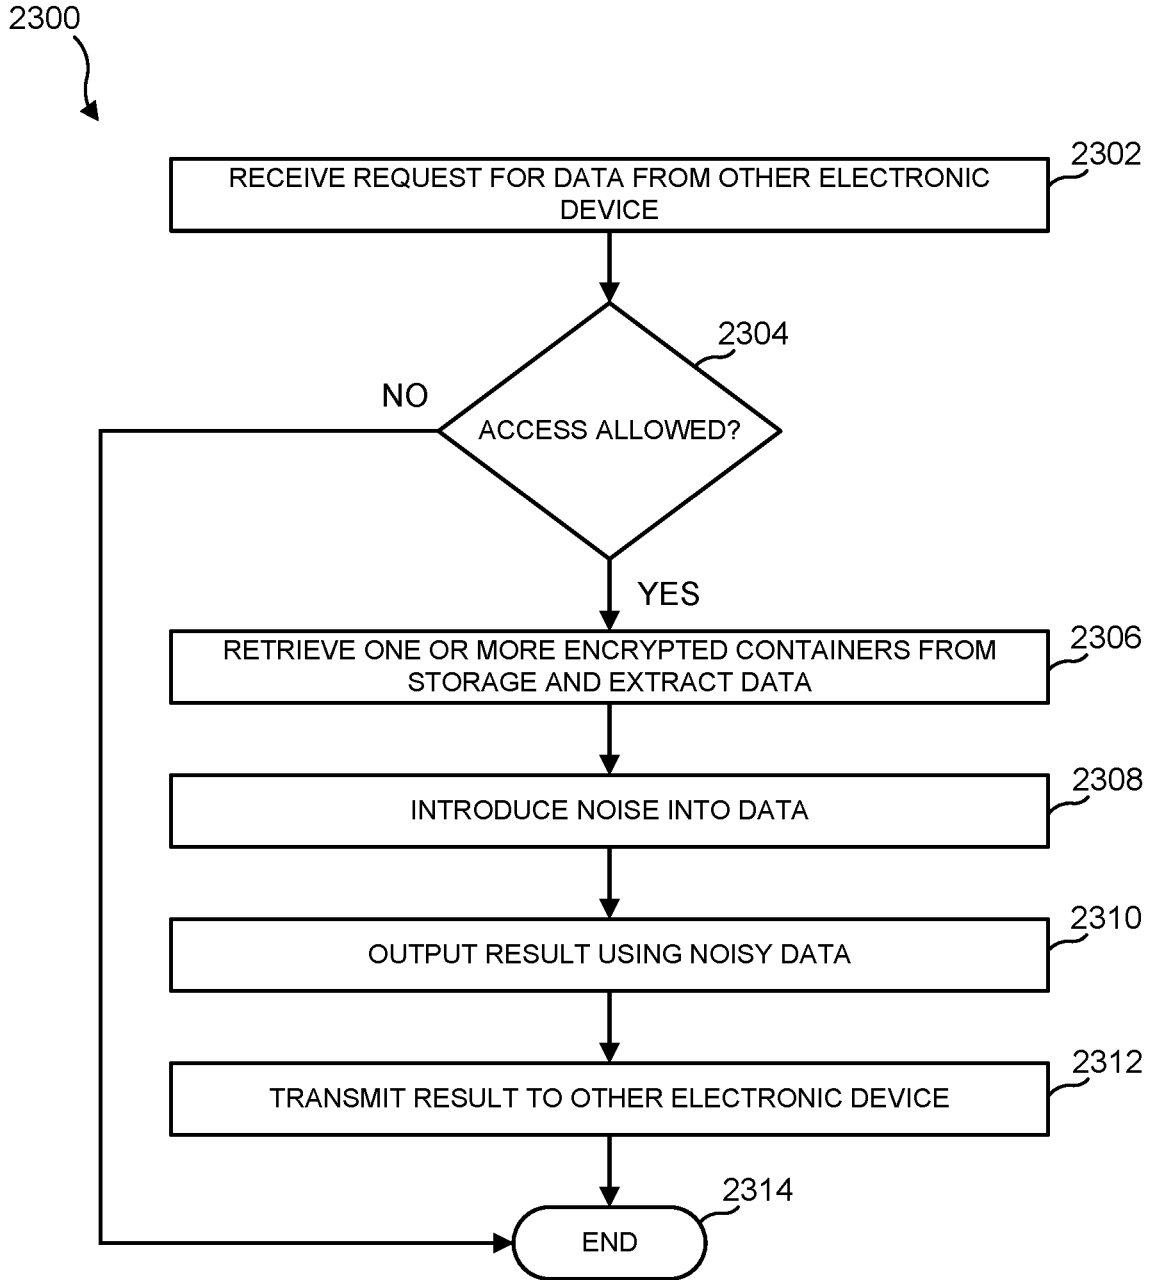 2300
2302
RECEIVE REQUEST FOR DATA FROM OTHER ELECTRONIC
DEVICE
2304
NO
ACCESS ALLOWED?
YES
2306
RETRIEVE ONE OR MORE ENCRYPTED CONTAINERS FROM
STORAGE AND EXTRACT DATA
2308
INTRODUCE NOISE INTO DATA
2310
OUTPUT RESULT USING NOISY DATA
2312
TRANSMIT RESULT TO OTHER ELECTRONIC DEVICE
2314
END